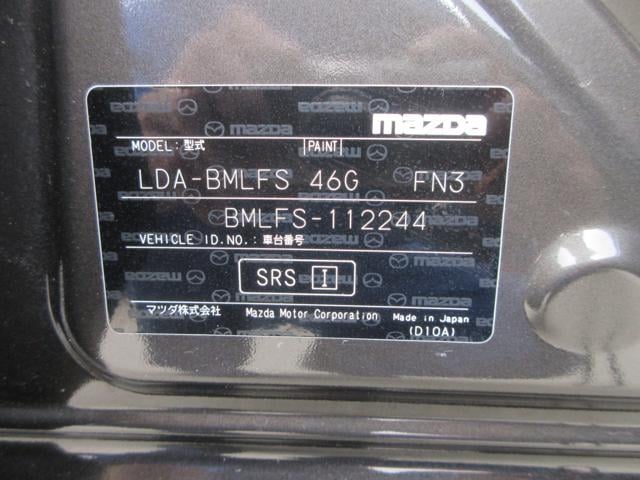 mazda
MODEL: 型式 PAINT
LDA-BMLFS 46G FN3
BMLFS-112244
VEHICLE ID.NO.: 車台番号
SRS I
マツダ株式会社 Mazda Motor Corporation Made in Japan
(D10A)